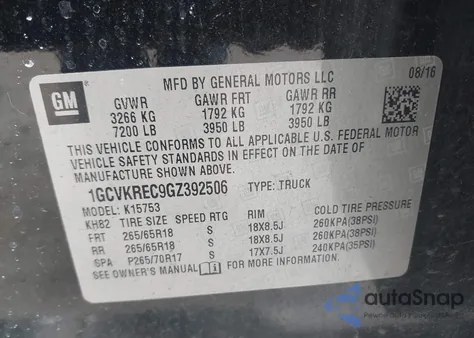 MFD BY GENERAL MOTORS LLC 08/16
GM
GVWR GAWR FRT GAWR RR
3266 KG 1792 KG 1792 KG
7200 LB 3950 LB 3950 LB
THIS VEHICLE CONFORMS TO ALL APPLICABLE U.S. FEDERAL MOTOR
VEHICLE SAFETY STANDARDS IN EFFECT ON THE DATE OF
MANUFACTURE SHOWN ABOVE.
1GCVKREC9GZ392506 TYPE: TRUCK
MODEL: K15753
KH82 TIRE SIZE SPEED RTG RIM COLD TIRE PRESSURE
FRT 265/65R18 S 18X8.5J 260KPA(38PSI)
RR 265/65R18 S 18X8.5J 260KPA(38PSI)
SPA P265/70R17 S 17X7.5J 240KPA(35PSI)
SEE OWNER'S MANUAL FOR MORE INFORMATION
autoSnap